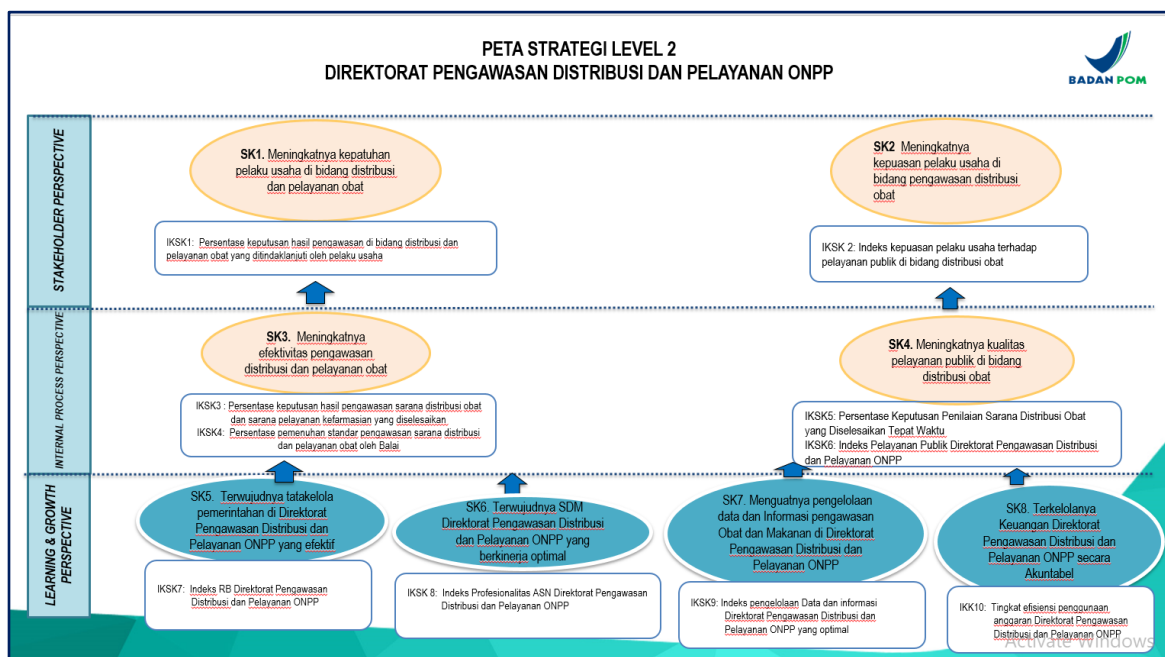 PETA STRATEGI LEVEL 2
DIREKTORAT PENGAWASAN DISTRIBUSI DAN PELAYANAN ONPP
BADAN POM
STAKEHOLDER PERSPECTIVE
SK1. Meningkatnya kepatuhan
pelaku usaha di bidang distribusi
dan pelayanan obat
SK2 Meningkatnya
kepuasan pelaku usaha di
bidang pengawasan distribusi
obat
IKSK1: Persentase keputusan hasil pengawasan di bidang distribusi dan
pelayanan obat yang ditindaklanjuti oleh pelaku usaha
IKSK 2: Indeks kepuasan pelaku usaha terhadap
pelayanan publik di bidang distribusi obat
INTERNAL PROCESS PERSPECTIVE
SK3. Meningkatnya
efektivitas pengawasan
distribusi dan pelayanan obat
SK4. Meningkatnya kualitas
pelayanan publik di bidang
distribusi obat
IKSK3 : Persentase keputusan hasil pengawasan sarana distribusi obat
dan sarana pelayanan kefarmasian yang diselesaikan
IKSK4: Persentase pemenuhan standar pengawasan sarana distribusi
dan pelayanan obat oleh Balai
IKSK5: Persentase Keputusan Penilaian Sarana Distribusi Obat
yang Diselesaikan Tepat Waktu
IKSK6: Indeks Pelayanan Publik Direktorat Pengawasan Distribusi
dan Pelayanan ONPP
LEARNING & GROWTH
PERSPECTIVE
SK5. Terwujudnya tatakelola
pemerintahan di Direktorat
Pengawasan Distribusi dan
Pelayanan ONPP yang efektif
SK6. Terwujudnya SDM
Direktorat Pengawasan Distribusi
dan Pelayanan ONPP yang
berkinerja optimal
SK7. Menguatnya pengelolaan
data dan Informasi pengawasan
Obat dan Makanan di Direktorat
Pengawasan Distribusi dan
Pelayanan ONPP
SK8. Terkelolanya
Keuangan Direktorat
Pengawasan Distribusi dan
Pelayanan ONPP secara
Akuntabel
IKSK7: Indeks RB Direktorat Pengawasan
Distribusi dan Pelayanan ONPP
IKSK 8: Indeks Profesionalitas ASN Direktorat Pengawasan
Distribusi dan Pelayanan ONPP
IKSK9: Indeks pengelolaan Data dan informasi
Direktorat Pengawasan Distribusi dan
Pelayanan ONPP yang optimal
IKK10: Tingkat efisiensi penggunaan
anggaran Direktorat Pengawasan
Distribusi dan Pelayanan ONPP
Activate Windows